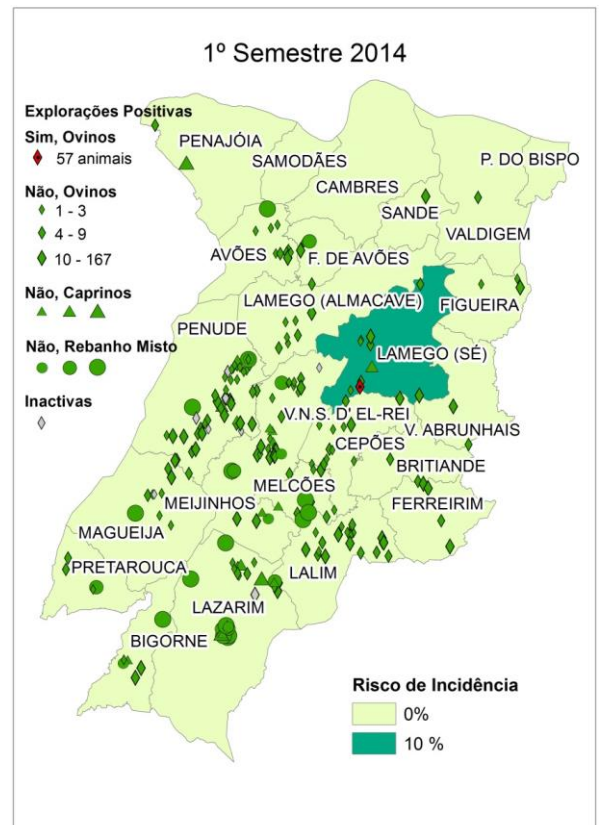 1º Semestre 2014
Explorações Positivas
Sim, Ovinos
57 animais
Não, Ovinos
1 - 3
4 - 9
10 - 167
Não, Caprinos
Não, Rebanho Misto
Inactivas
PENAJÓIA
SAMODÃES
P. DO BISPO
CAMBRES
SANDE
VALDIGEM
AVÕES
F. DE AVÕES
LAMEGO (ALMACAVE)
FIGUEIRA
PENUDE
LAMEGO (SÉ)
V.N.S. D' EL-REI
V. ABRUNHAIS
CEPÕES
BRITIANDE
MELCÕES
MEIJINHOS
FERREIRIM
MAGUEIJA
PRETAROUCA
LALIM
LAZARIM
BIGORNE
Risco de Incidência
0%
10 %